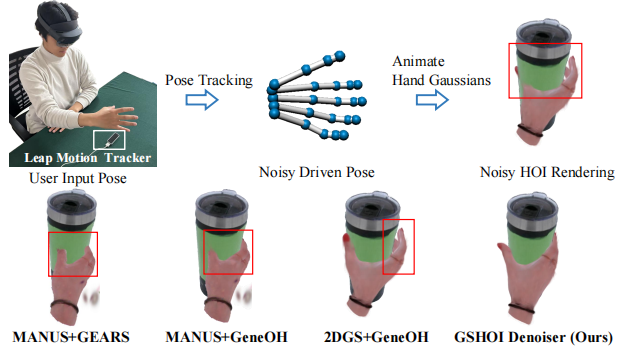 Pose Tracking
Animate
Hand Gaussians
Leap Motion Tracker
User Input Pose
Noisy Driven Pose
Noisy HOI Rendering
MANUS+GEARS
MANUS+GeneOH
2DGS+GeneOH
GSHOI Denoiser (Ours)